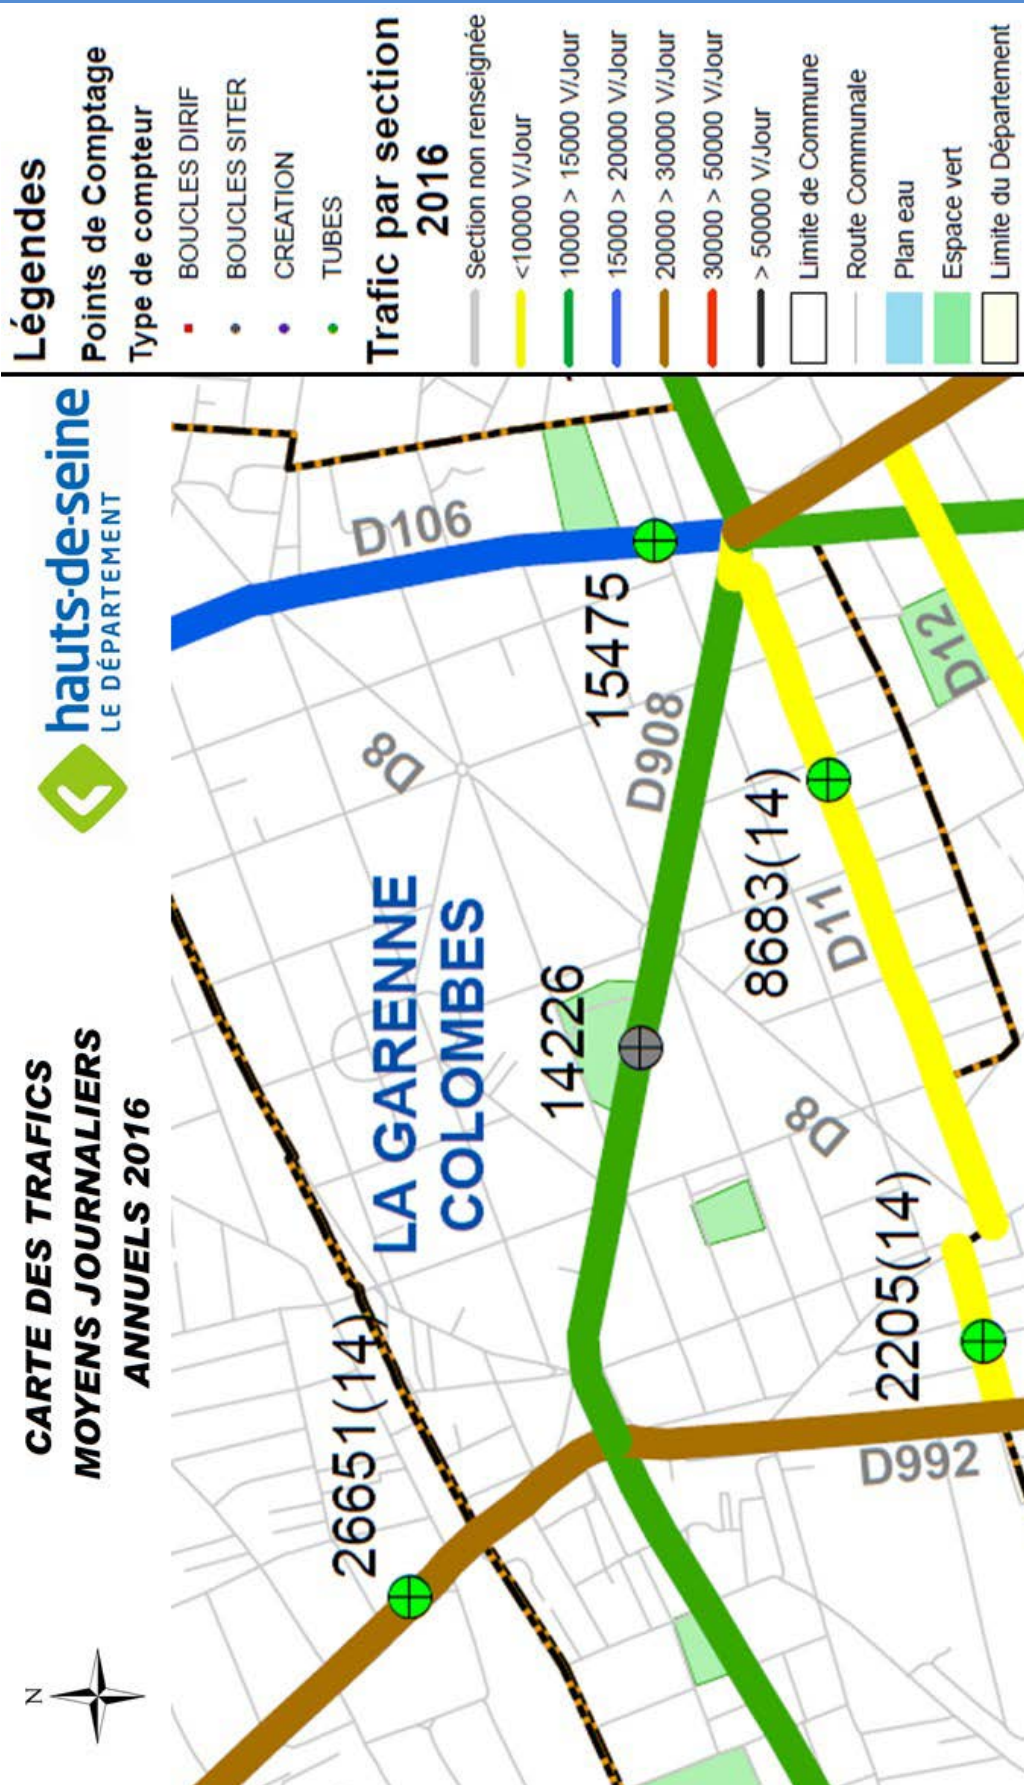 N
CARTE DES TRAFICS
MOYENS JOURNALIERS
ANNUELS 2016
hauts-de-seine
LE DÉPARTEMENT
26651(14)
LA GARENNE
COLOMBES
D8
D106
14226
15475
D908
8683(14)
D11
D8
2205(14)
D992
D12
Légendes
Points de Comptage
Type de compteur
BOUCLES DIRIF
BOUCLES SITER
CREATION
TUBES
Trafic par section
2016
Section non renseignée
<10000 V/Jour
10000 > 15000 V/Jour
15000 > 20000 V/Jour
20000 > 30000 V/Jour
30000 > 50000 V/Jour
> 50000 V/Jour
Limite de Commune
Route Communale
Plan eau
Espace vert
Limite du Département